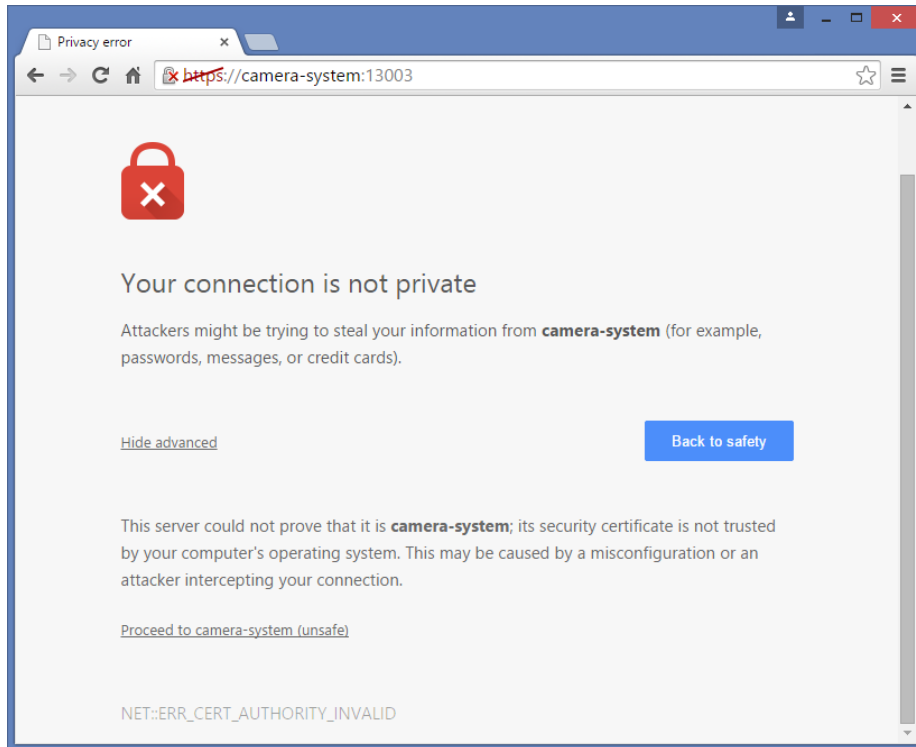 Privacy error
https://camera-system:13003
Your connection is not private
Attackers might be trying to steal your information from camera-system (for example,
passwords, messages, or credit cards).
Hide advanced
Back to safety
This server could not prove that it is camera-system; its security certificate is not trusted
by your computer's operating system. This may be caused by a misconfiguration or an
attacker intercepting your connection.
Proceed to camera-system (unsafe)
NET::ERR_CERT_AUTHORITY_INVALID